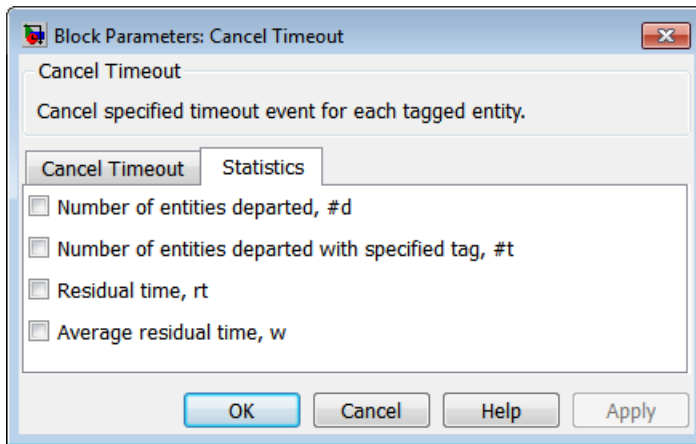 Block Parameters: Cancel Timeout
Cancel Timeout
Cancel specified timeout event for each tagged entity.
Cancel Timeout Statistics
Number of entities departed, #d
Number of entities departed with specified tag, #t
Residual time, rt
Average residual time, w
OK Cancel Help Apply